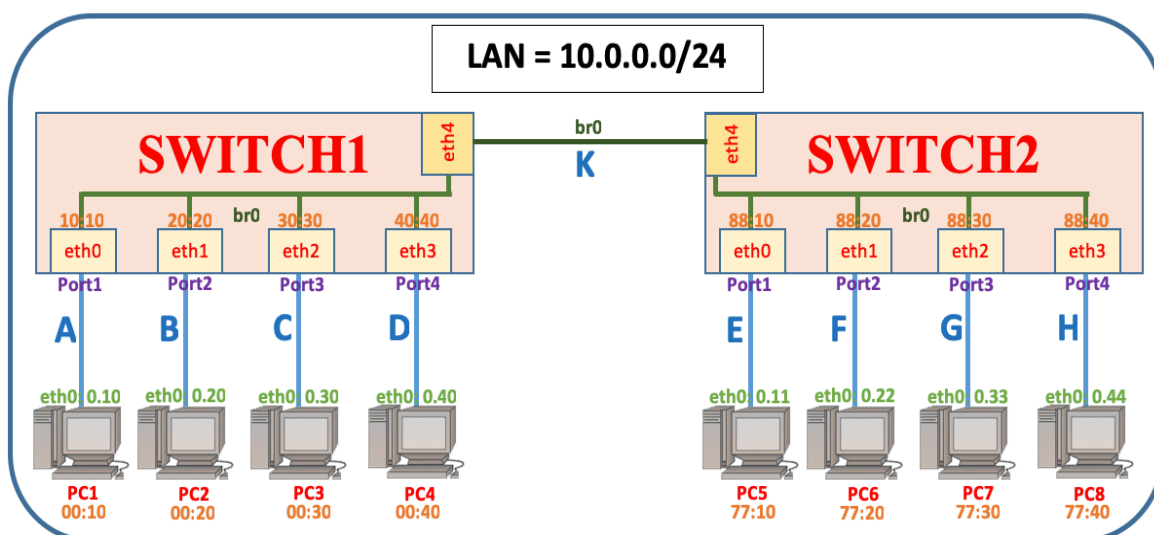 LAN = 10.0.0.0/24
SWITCH1
eth4
br0
K
eth4
SWITCH2
10:10
20:20
br0
30:30
40:40
88:10
88:20
br0
88:30
88:40
eth0
eth1
eth2
eth3
eth0
eth1
eth2
eth3
Port1
Port2
Port3
Port4
Port1
Port2
Port3
Port4
A
B
C
D
E
F
G
H
eth0: 0.10
eth0: 0.20
eth0: 0.30
eth0: 0.40
eth0: 0.11
eth0: 0.22
eth0: 0.33
eth0: 0.44
PC1
00:10
PC2
00:20
PC3
00:30
PC4
00:40
PC5
77:10
PC6
77:20
PC7
77:30
PC8
77:40